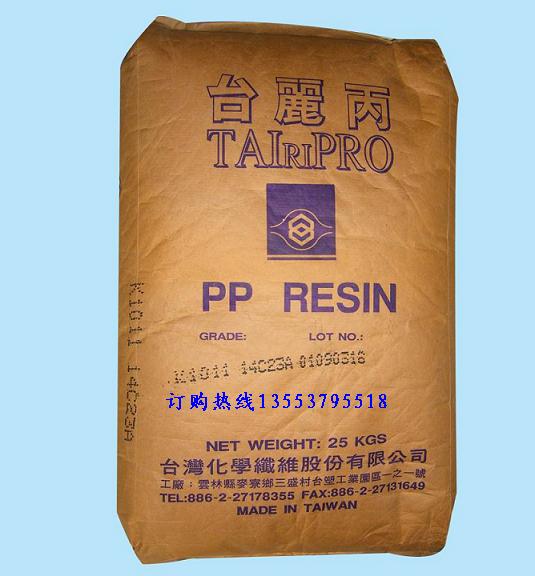 台麗丙
TAIRIPRO
PP RESIN
GRADE: LOT NO.:
K1011 14C23A 01090318
K1011 14C23A
订购热线13553795518
NET WEIGHT: 25 KGS
台灣化學纖維股份有限公司
工廠：雲林縣麥寮鄉三盛村台塑工業園區一之一號
TEL:886-2-27178355 FAX:886-2-27131649
MADE IN TAIWAN